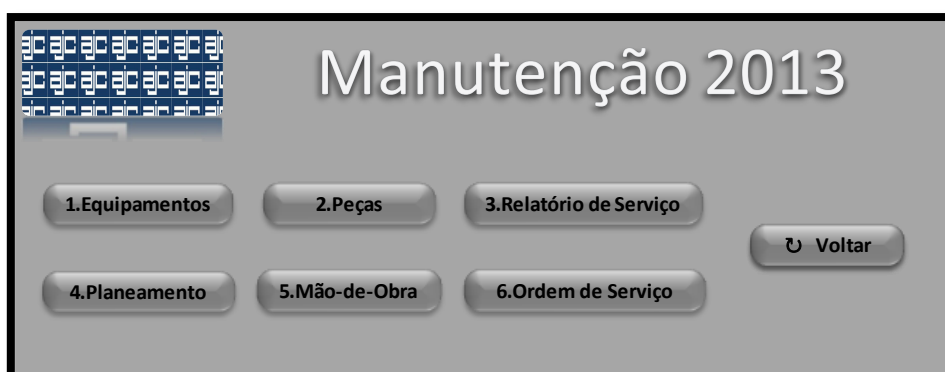 Manutenção 2013
1.Equipamentos
2.Peças
3.Relatório de Serviço
↻ Voltar
4.Planeamento
5.Mão-de-Obra
6.Ordem de Serviço